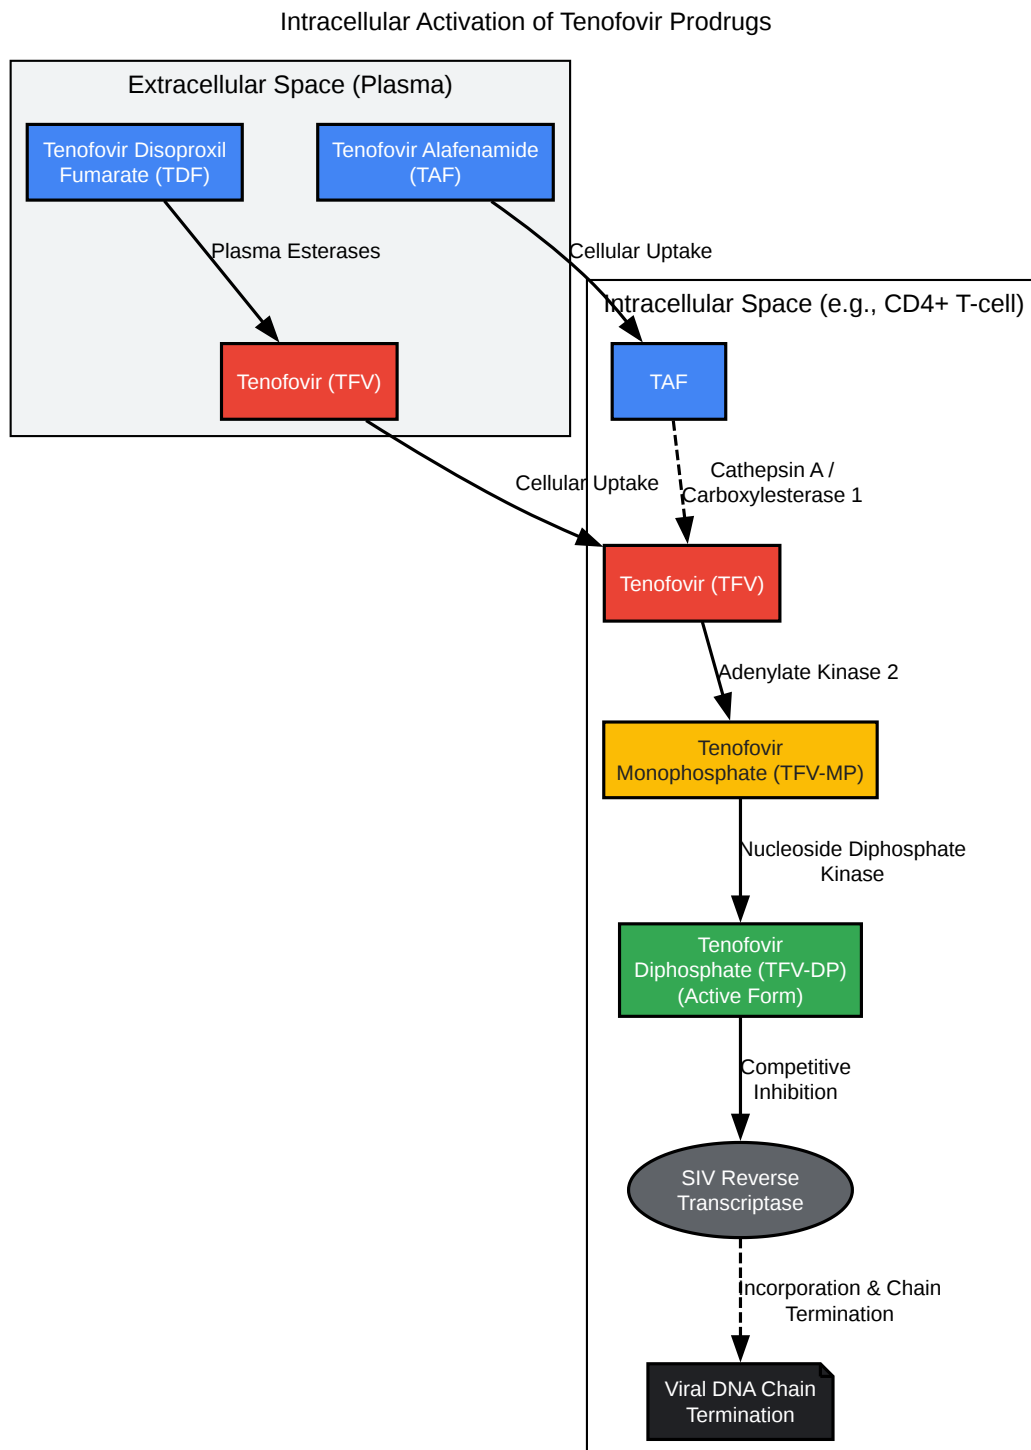 Intracellular Activation of Tenofovir Prodrugs
Extracellular Space (Plasma)
Tenofovir Disoproxil
Fumarate (TDF)
Tenofovir Alafenamide
(TAF)
Plasma Esterases
Cellular Uptake
Intracellular Space (e.g., CD4+ T-cell)
Tenofovir (TFV)
TAF
Cellular Uptake
Cathepsin A /
Carboxylesterase 1
Tenofovir (TFV)
Adenylate Kinase 2
Tenofovir
Monophosphate (TFV-MP)
Nucleoside Diphosphate
Kinase
Tenofovir
Diphosphate (TFV-DP)
(Active Form)
Competitive
Inhibition
SIV Reverse
Transcriptase
Incorporation & Chain
Termination
Viral DNA Chain
Termination